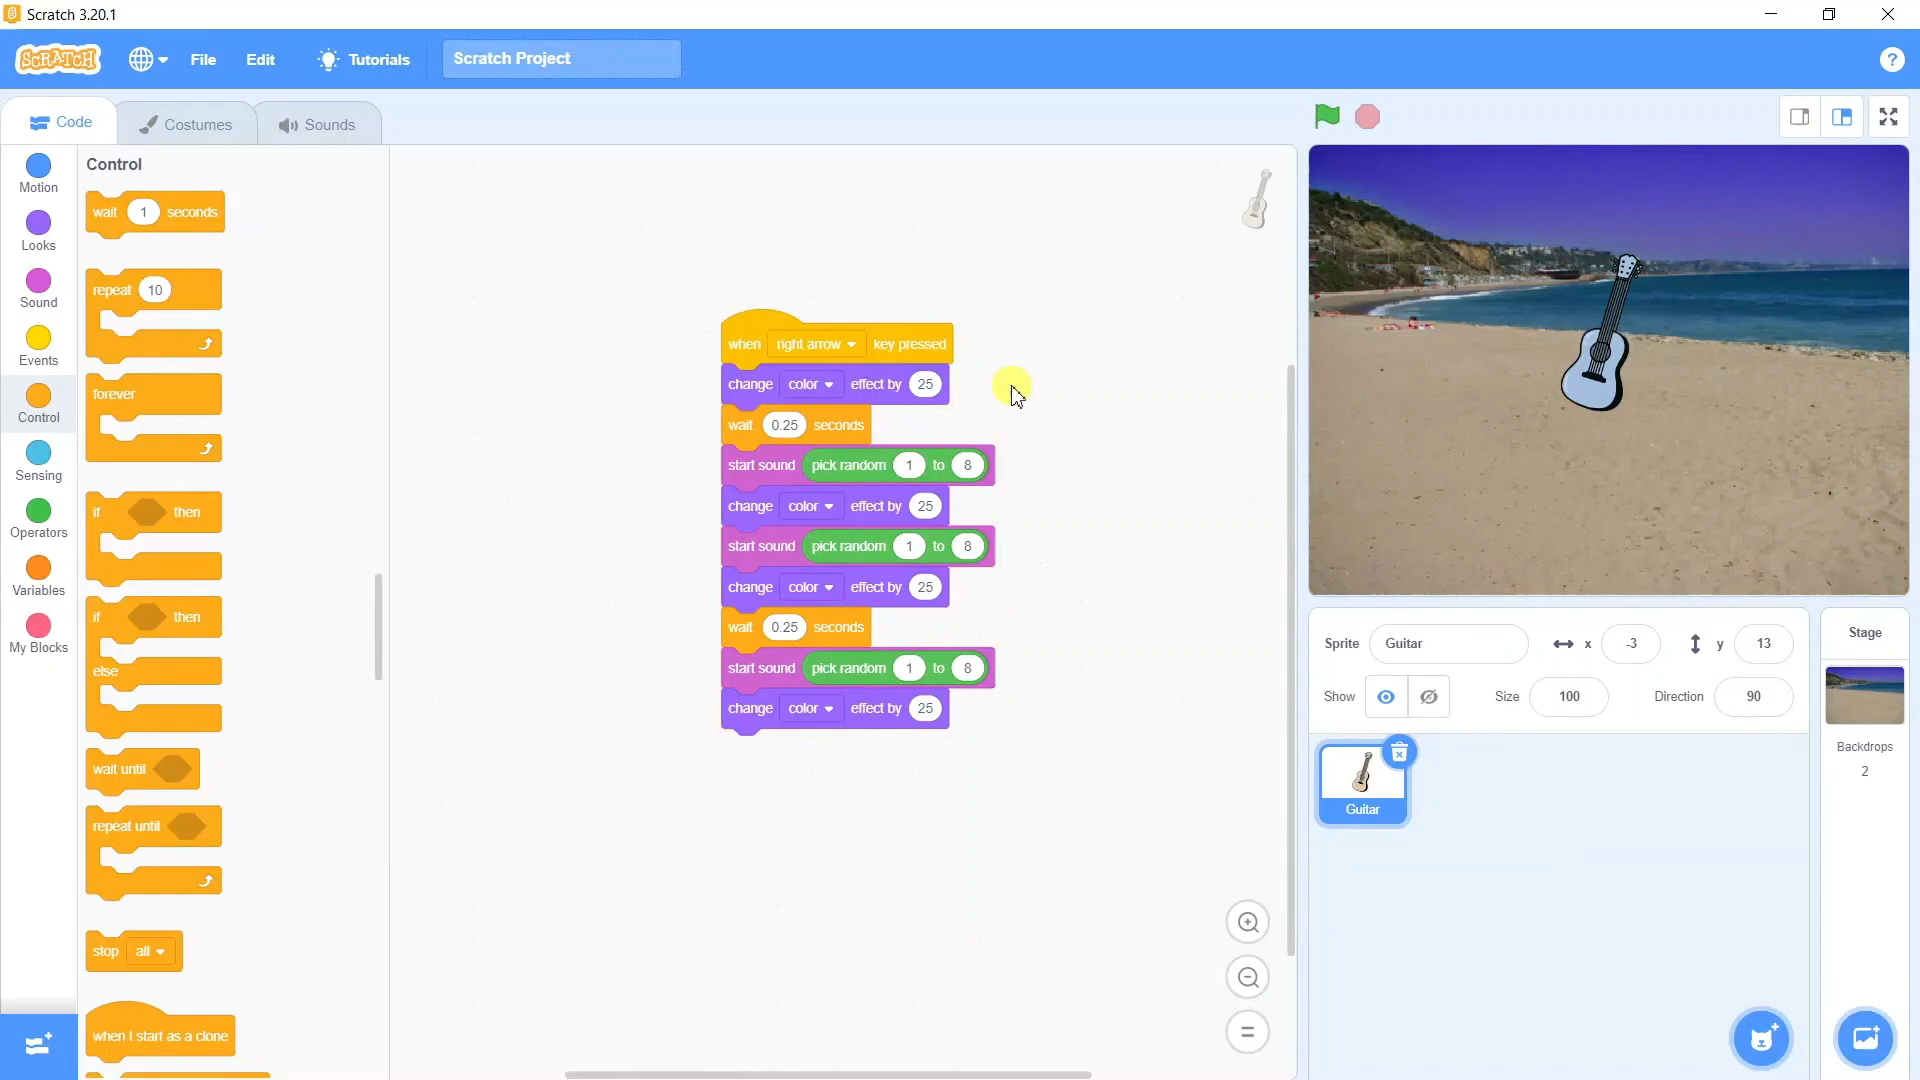 Scratch 3.20.1
SCRATCH
File
Edit
Tutorials
Scratch Project
?
Code
Costumes
Sounds
Motion
Looks
Sound
Events
Control
Sensing
Operators
Variables
My Blocks
Control
wait 1 seconds
repeat 10
forever
if then
if then
else
wait until
repeat until
stop all
when I start as a clone
when right arrow key pressed
change color effect by 25
wait 0.25 seconds
start sound pick random 1 to 8
change color effect by 25
start sound pick random 1 to 8
change color effect by 25
wait 0.25 seconds
start sound pick random 1 to 8
change color effect by 25
Sprite Guitar x -3 y 13
Show Size 100 Direction 90
Guitar
Stage
Backdrops
2